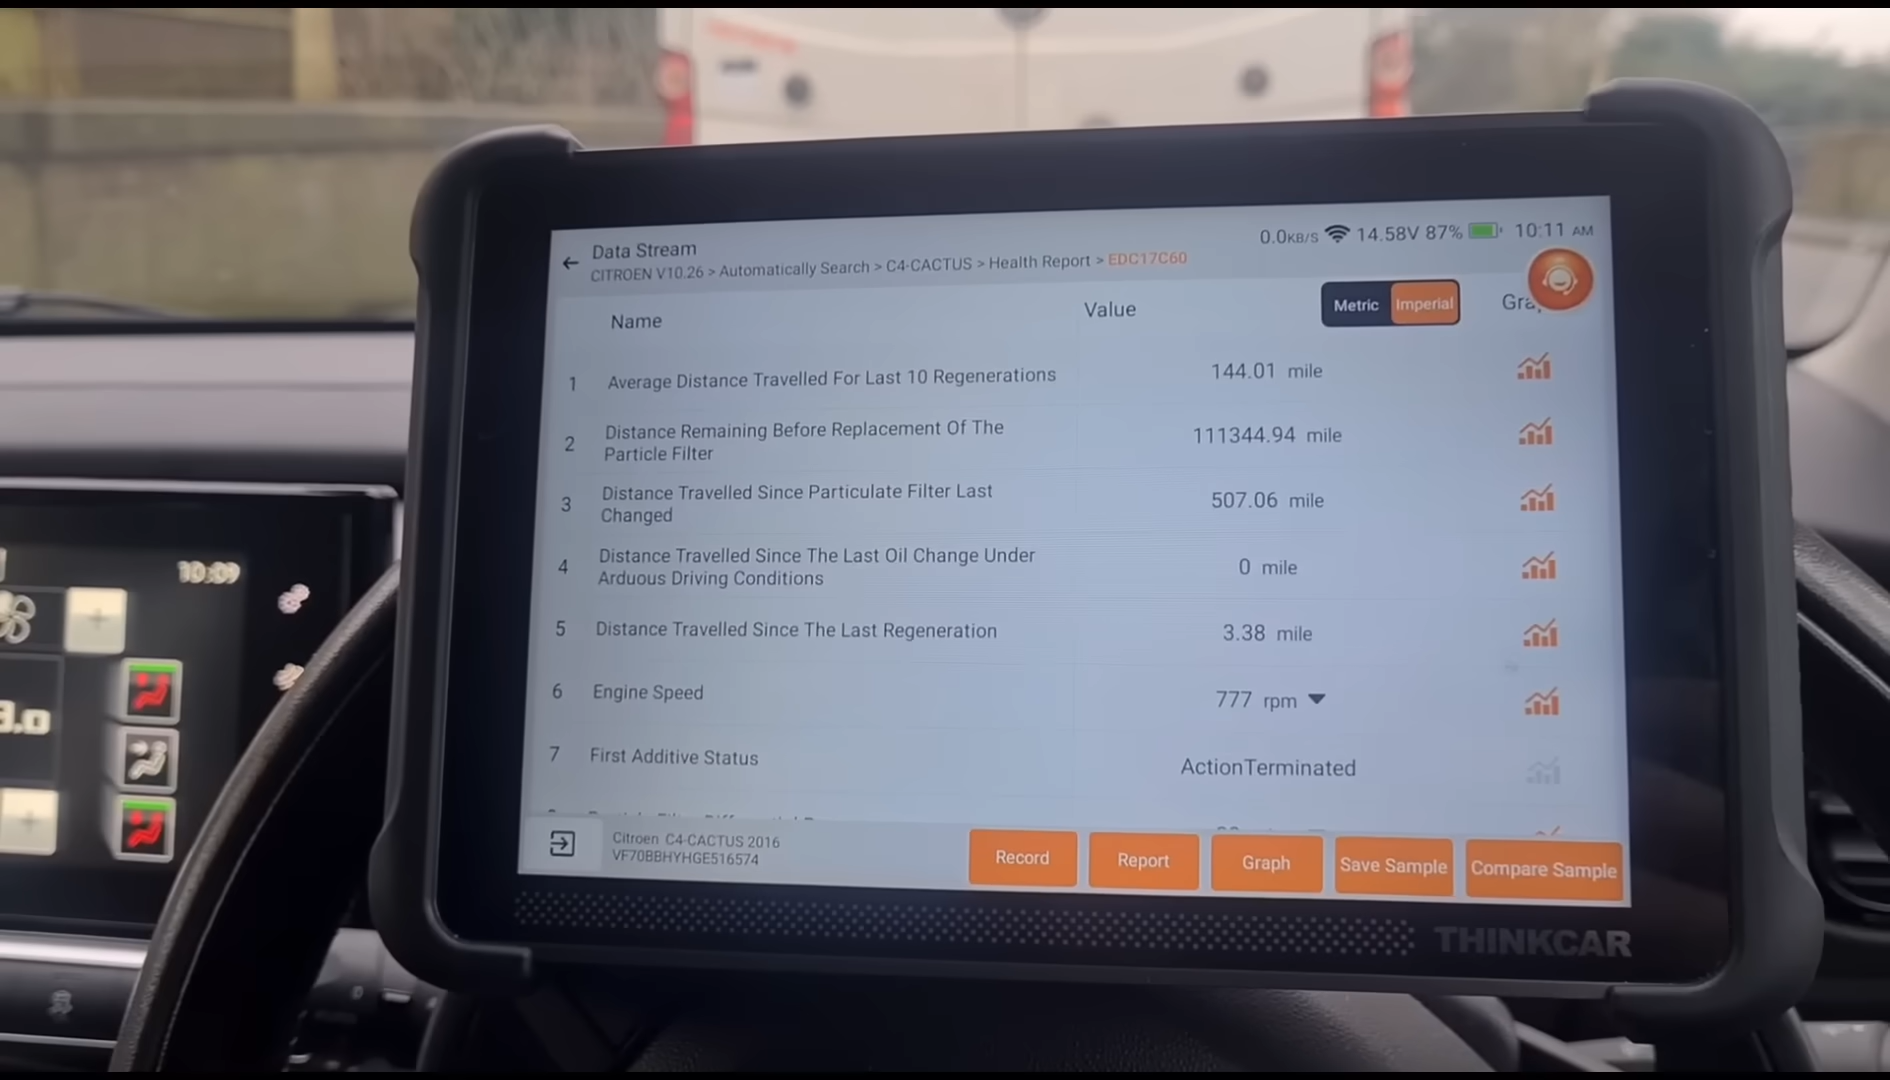 Data Stream
CITROEN V10.26 > Automatically Search > C4-CACTUS > Health Report > EDC17C60
0.0KB/S 14.58V 87% 10:11 AM
Name
Value
Metric Imperial
1 Average Distance Travelled For Last 10 Regenerations 144.01 mile
2 Distance Remaining Before Replacement Of The
Particle Filter
111344.94 mile
3 Distance Travelled Since Particulate Filter Last
Changed
507.06 mile
4 Distance Travelled Since The Last Oil Change Under
Arduous Driving Conditions
0 mile
5 Distance Travelled Since The Last Regeneration 3.38 mile
6 Engine Speed 777 rpm
7 First Additive Status ActionTerminated
Citroen C4-CACTUS 2016
VF70BBHYHGE516574
Record Report Graph Save Sample Compare Sample
THINKCAR
10:09